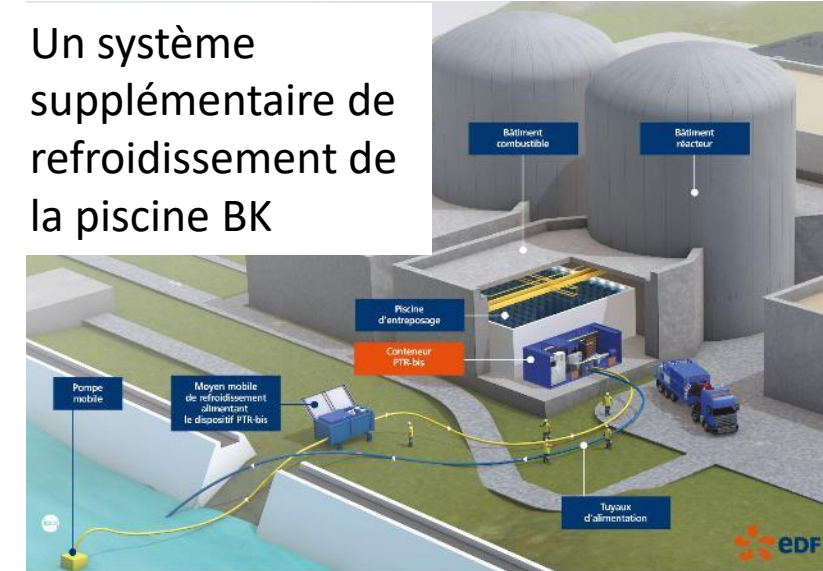 Un système
supplémentaire de
refroidissement de
la piscine BK
Bâtiment
combustible
Bâtiment
réacteur
Piscine
d'entreposage
Conteneur
PTR-bis
Pompe
mobile
Moyen mobile
de refroidissement
alimentant
le dispositif PTR-bis
Tuyaux
d'alimentation
edF